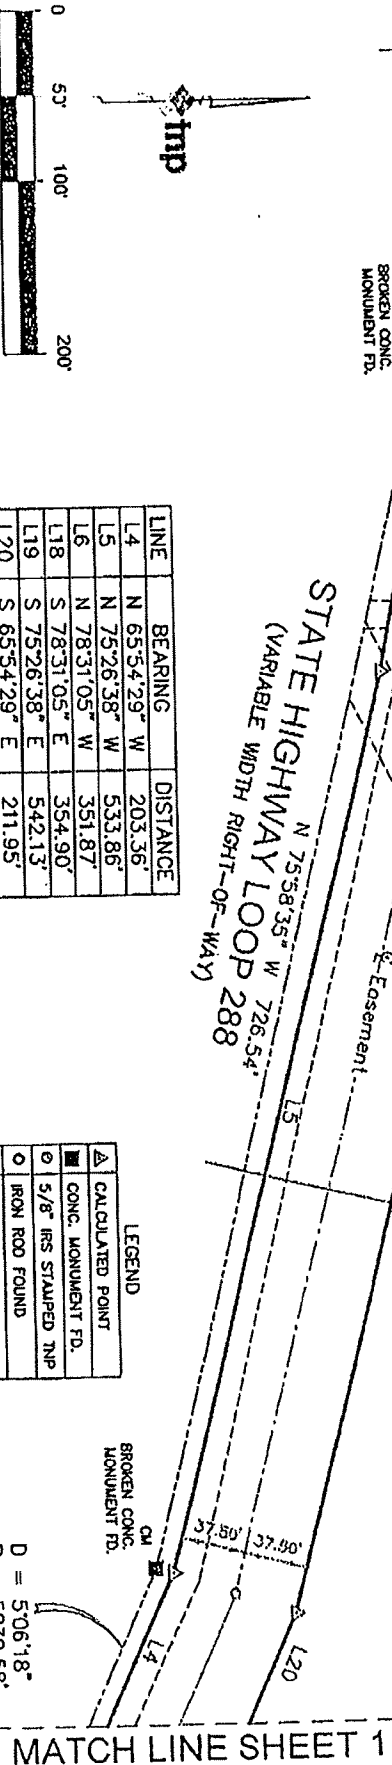 0 50' 100' 200'
tnp
BROKEN CONC.
MONUMENT FD.
LINE BEARING DISTANCE
L4 N 65°54'29" W 203.36'
L5 N 75°26'38" W 533.86'
L6 N 78°31'05" W 351.87'
L18 S 78°31'05" E 354.90'
L19 S 75°26'38" E 542.13'
L20 S 65°54'29" E 211.95'
N 75°58'35" W 726.54'
STATE HIGHWAY LOOP 288
(VARIABLE WIDTH RIGHT-OF-WAY)
Easement
L5
LEGEND
CALCULATED POINT
CONC. MONUMENT FD.
5/8" IRS STAMPED TNP
IRON ROD FOUND
37.50' 37.50'
CM
BROKEN CONC.
MONUMENT FD.
L4
L20
D = 5°06'18"
MATCH LINE SHEET 1